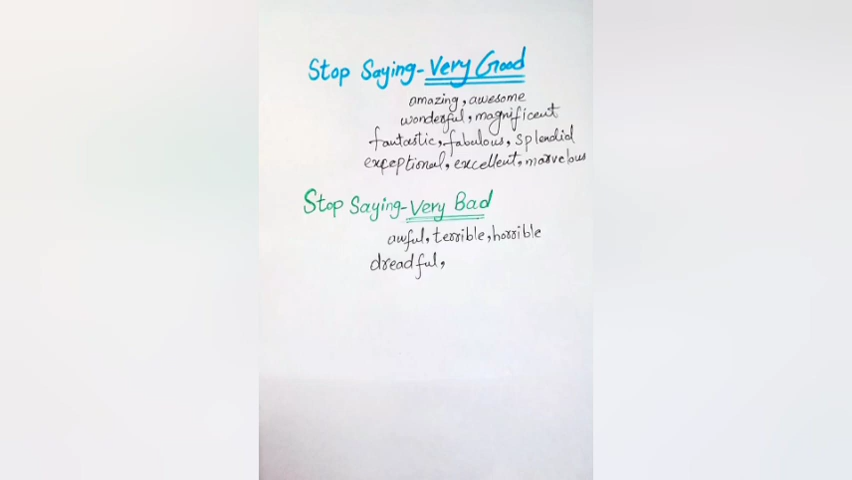 Stop Saying-Very Good
amazing, awesome
wonderful, magnificent
fantastic, fabulous, splendid
exceptional, excellent, marvelous
Stop Saying-Very Bad
awful, terrible, horrible
dreadful,